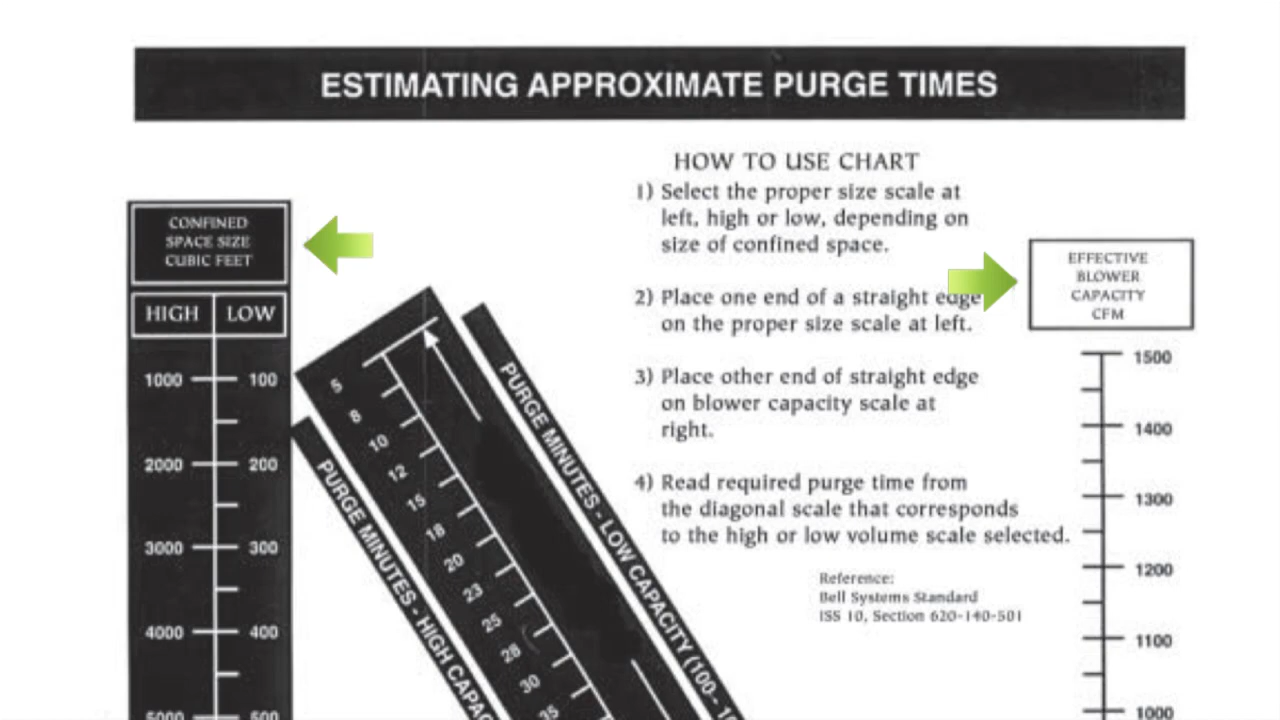 ESTIMATING APPROXIMATE PURGE TIMES
HOW TO USE CHART
1) Select the proper size scale at
left, high or low, depending on
size of confined space.
2) Place one end of a straight edge
on the proper size scale at left.
3) Place other end of straight edge
on blower capacity scale at
right.
4) Read required purge time from
the diagonal scale that corresponds
to the high or low volume scale selected.
Reference:
Bell Systems Standard
ISS 10, Section 620-140-501
CONFINED
SPACE SIZE
CUBIC FEET
HIGH LOW
1000 100
2000 200
3000 300
4000 400
5000 500
PURGE MINUTES - HIGH CAPAC
5
8
10
12
15
18
20
23
25
28
30
35
PURGE MINUTES - LOW CAPACITY (100 - 10
EFFECTIVE
BLOWER
CAPACITY
CFM
1500
1400
1300
1200
1100
1000